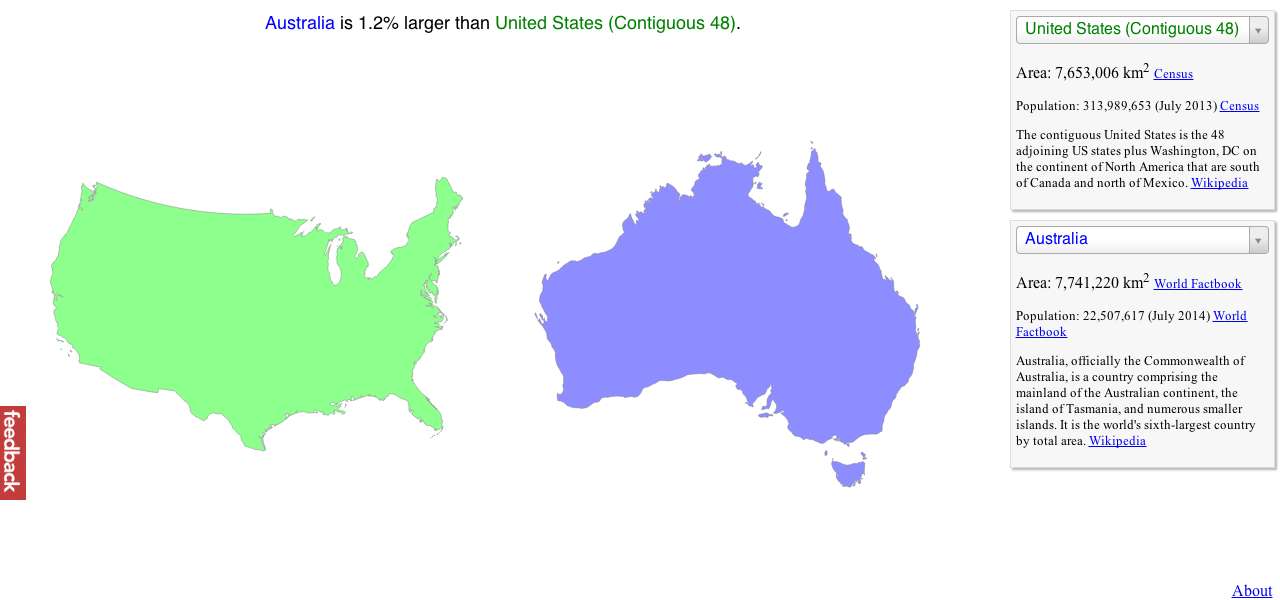 Australia is 1.2% larger than United States (Contiguous 48).
United States (Contiguous 48)
Area: 7,653,006 km² Census
Population: 313,989,653 (July 2013) Census
The contiguous United States is the 48
adjoining US states plus Washington, DC on
the continent of North America that are south
of Canada and north of Mexico. Wikipedia
Australia
Area: 7,741,220 km² World Factbook
Population: 22,507,617 (July 2014) World
Factbook
Australia, officially the Commonwealth of
Australia, is a country comprising the
mainland of the Australian continent, the
island of Tasmania, and numerous smaller
islands. It is the world's sixth-largest country
by total area. Wikipedia
feedback
About